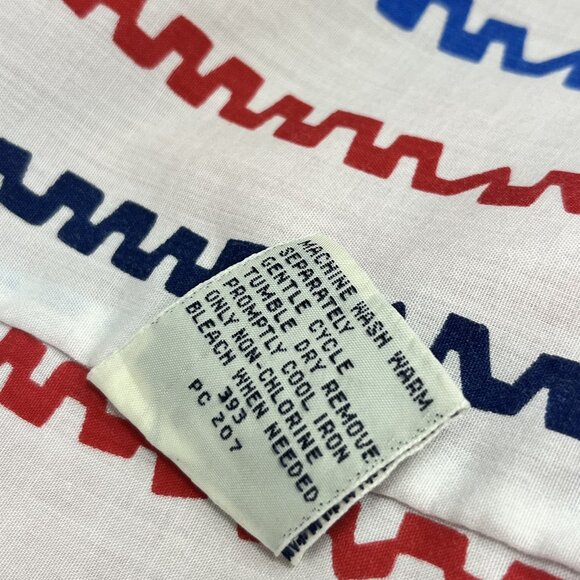 MACHINE WASH WARM
SEPARATELY
GENTLE CYCLE
TUMBLE DRY REMOVE
PROMPTLY COOL IRON
ONLY NON-CHLORINE
BLEACH WHEN NEEDED
393
PC 207